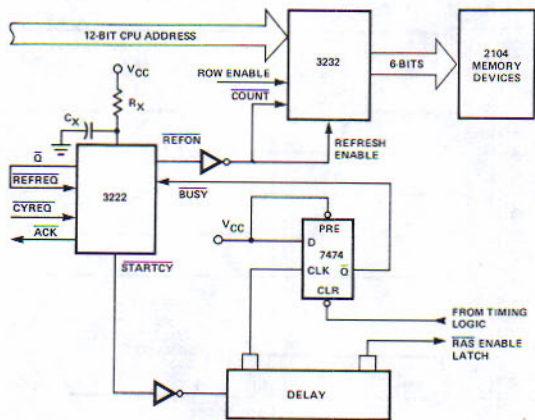 12-BIT CPU ADDRESS
3232
6-BITS
2104
MEMORY
DEVICES
VCC
ROW ENABLE
COUNT
RX
CX
REFON
REFRESH
ENABLE
Q
REFREQ
3222
BUSY
CYREQ
VCC
PRE
D
7474
ACK
CLK
Q
STARTCY
CLR
FROM TIMING
LOGIC
RAS ENABLE
LATCH
DELAY